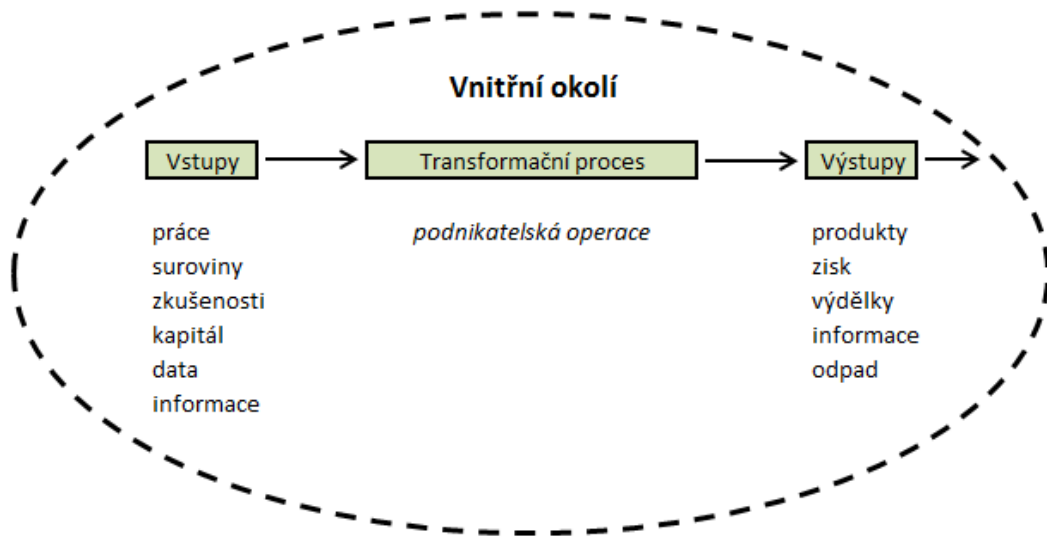 Vnitřní okolí
Vstupy
Transformační proces
Výstupy
práce
suroviny
zkušenosti
kapitál
data
informace
podnikatelská operace
produkty
zisk
výdělky
informace
odpad